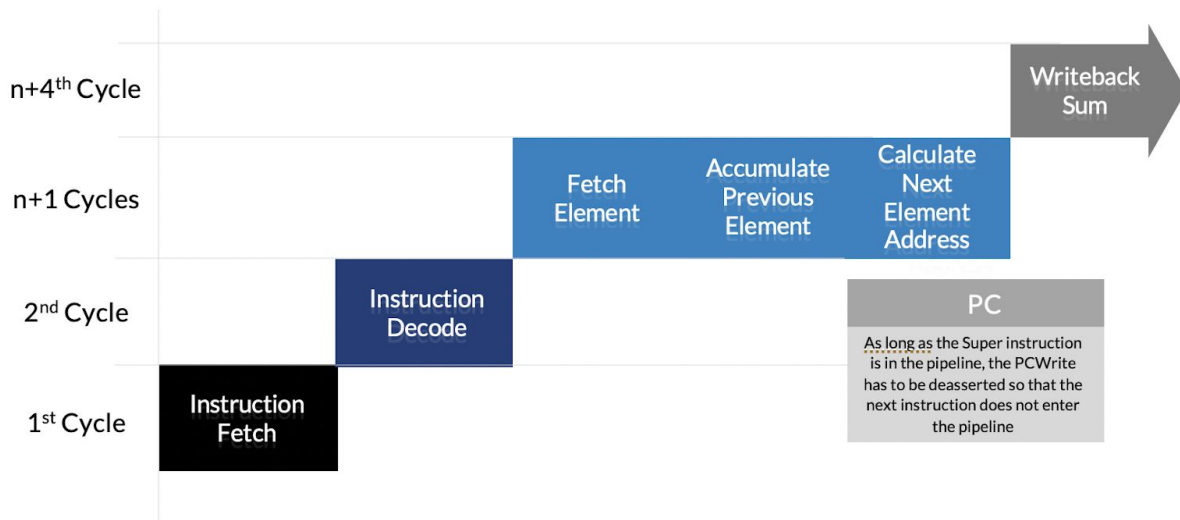 n+4th Cycle
Writeback
Sum
n+1 Cycles
Fetch
Element
Accumulate
Previous
Element
Calculate
Next
Element
Address
2nd Cycle
Instruction
Decode
PC
As long as the Super instruction
is in the pipeline, the PCWrite
has to be deasserted so that the
next instruction does not enter
the pipeline
1st Cycle
Instruction
Fetch